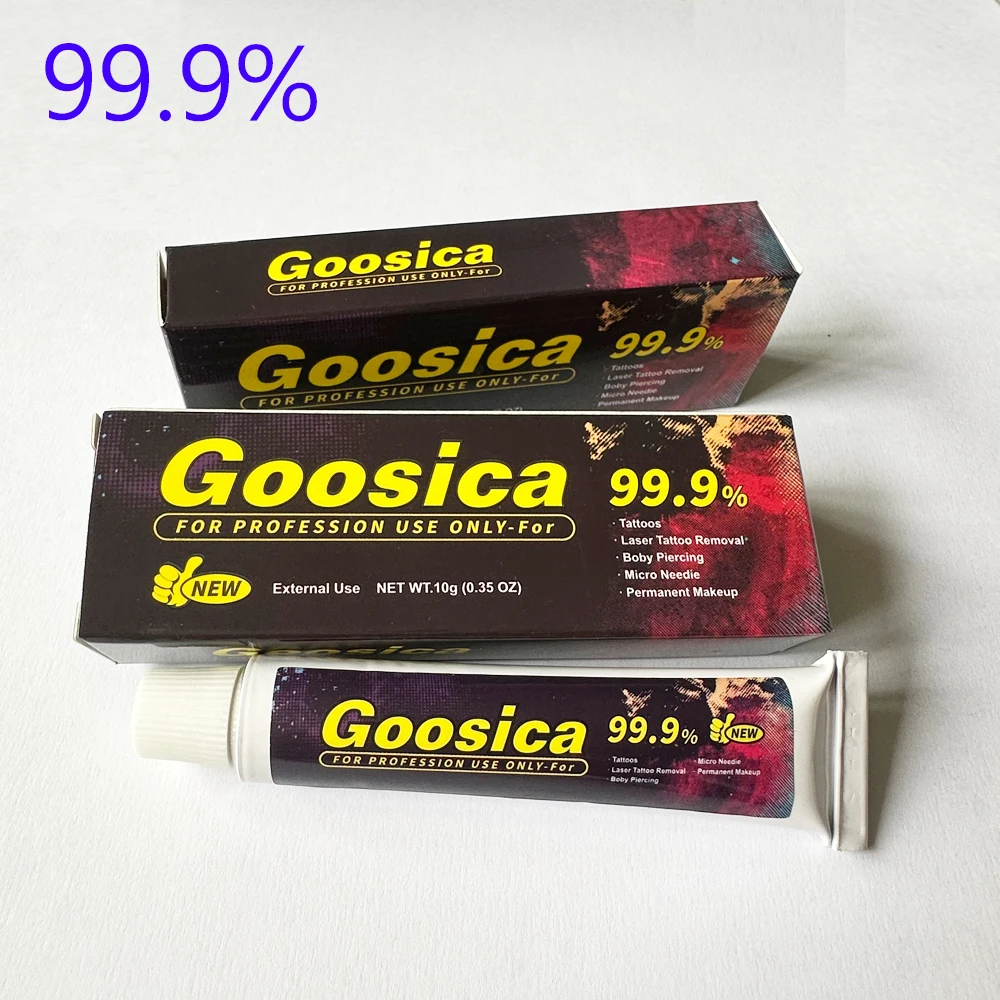 99.9%
Goosica
FOR PROFESSION USE ONLY-For
Goosica
FOR PROFESSION USE ONLY-For
99.9%
Tattoos
Laser Tattoo Removal
Boby Piercing
Micro Needie
Permanent Makeup
Goosica
FOR PROFESSION USE ONLY-For
NEW
External Use NET WT.10g (0.35 OZ)
99.9%
· Tattoos
· Laser Tattoo Removal
· Boby Piercing
· Micro Needie
· Permanent Makeup
Goosica
Goosica
FOR PROFESSION USE ONLY-For
99.9%
NEW
· Tattoos
· Laser Tattoo Removal
· Boby Piercing
· Micro Needie
· Permanent Makeup